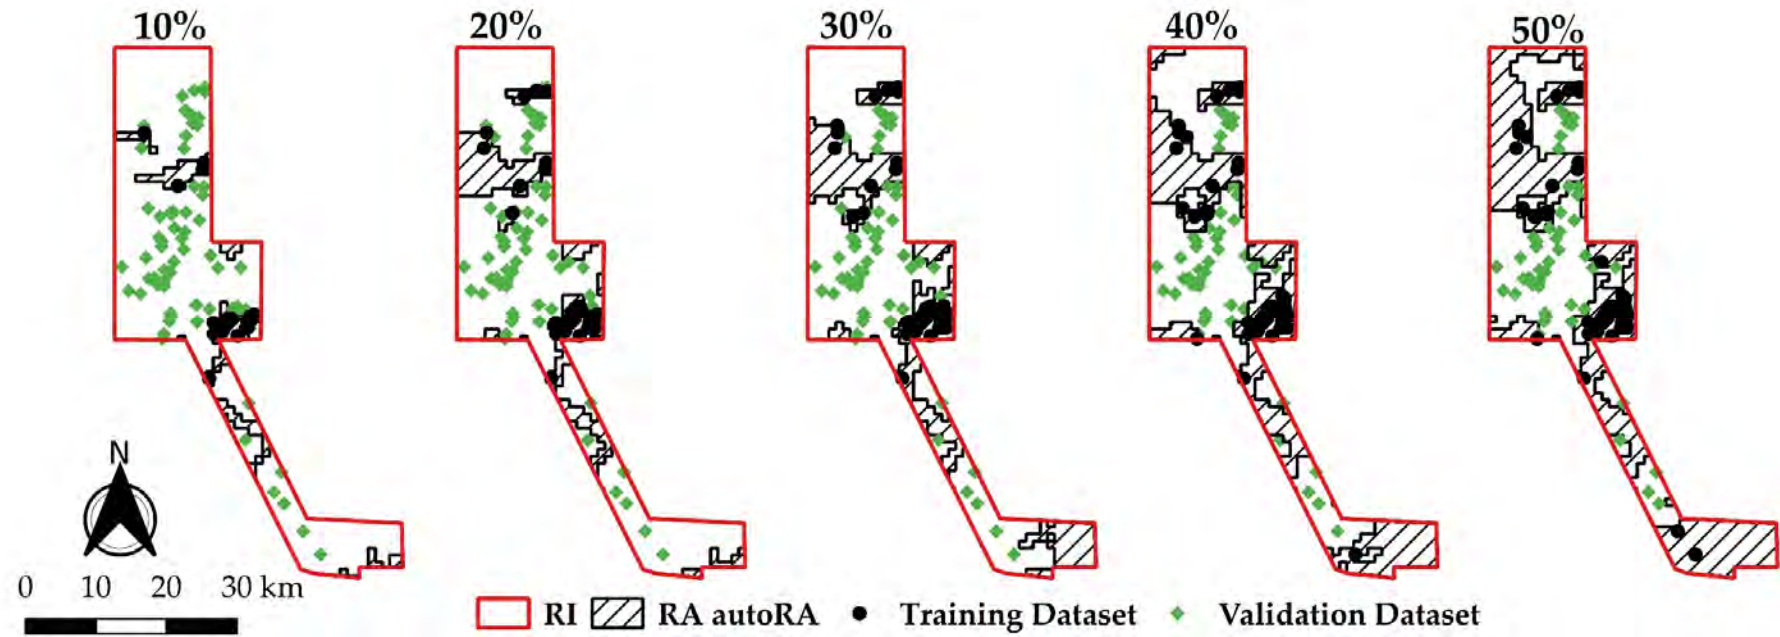 10% 20% 30% 40% 50%
N
0 10 20 30 km
RI RA autoRA Training Dataset Validation Dataset